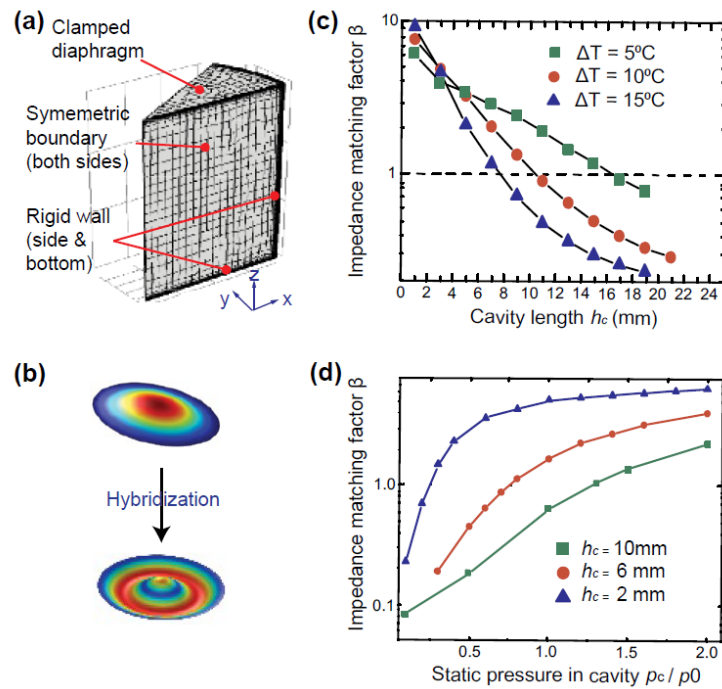 (a)
Clamped
diaphragm
Symemetric
boundary
(both sides)
Rigid wall
(side &
bottom)
z
y
x
(b)
Hybridization
(c)
Impedance matching factor β
10
1
0.1
ΔT = 5ºC
ΔT = 10ºC
ΔT = 15ºC
0 2 4 6 8 10 12 14 16 18 20 22 24
Cavity length hc (mm)
(d)
Impedance matching factor β
1.0
0.1
hc = 10mm
hc = 6 mm
hc = 2 mm
0.5 1.0 1.5 2.0
Static pressure in cavity pc / p0